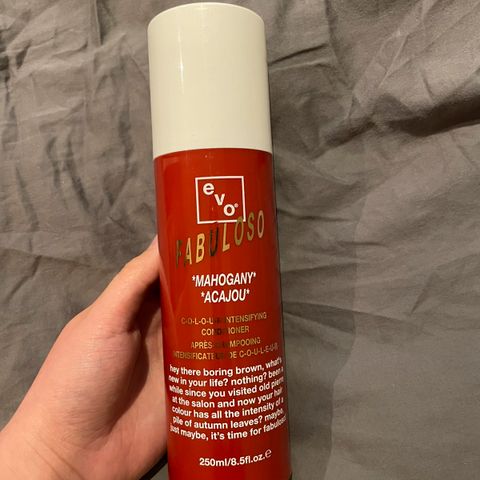 evo®
FABULOSO
*MAHOGANY*
*ACAJOU*
C-O-L-O-U-R INTENSIFYING
CONDITIONER
APRÈS-SHAMPOOING
INTENSIFICATEUR DE C-O-U-L-E-U-R
hey there boring brown, what's
new in your life? nothing? been a
while since you visited old pierre
at the salon and now your hair
colour has all the intensity of a
pile of autumn leaves? maybe,
just maybe, it's time for fabuloso
250ml/8.5fl.oz.e